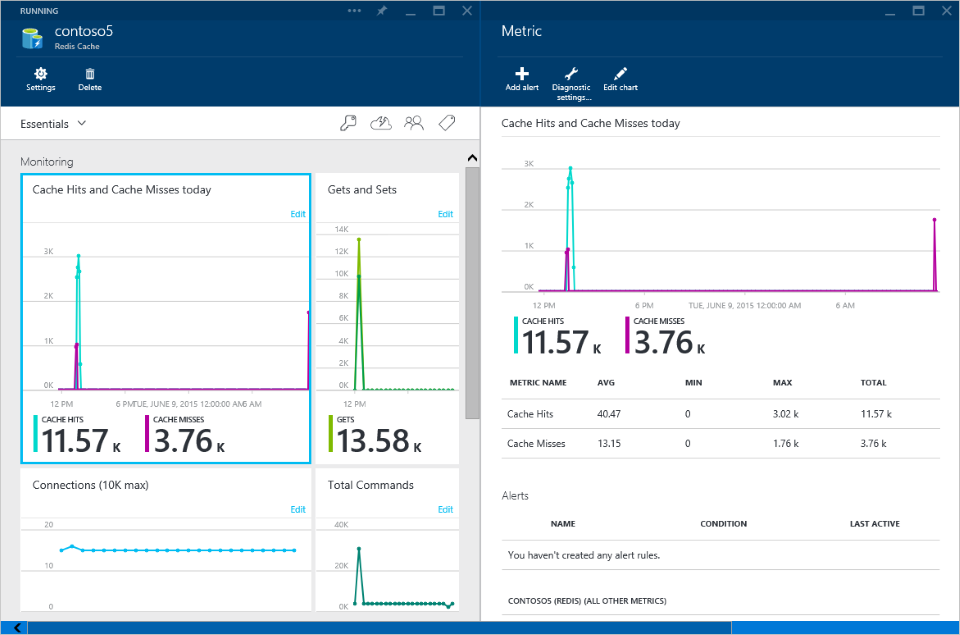 RUNNING
contoso5
Redis Cache
Settings
Delete
Essentials
Monitoring
Cache Hits and Cache Misses today
Edit
3K
2K
1K
0K
12 PM
6 PM
TUE, JUNE 9, 2015 12:00:00 AM
6 AM
CACHE HITS
11.57 K
CACHE MISSES
3.76 K
Gets and Sets
Edit
14K
12K
10K
8K
6K
4K
2K
0K
12 PM
GETS
13.58 K
Connections (10K max)
Edit
20
10
0
Total Commands
Edit
40K
20K
0K
Metric
Add alert
Diagnostic
settings...
Edit chart
Cache Hits and Cache Misses today
3K
2K
1K
0K
12 PM
6 PM
TUE, JUNE 9, 2015 12:00:00 AM
6 AM
CACHE HITS
11.57 K
CACHE MISSES
3.76 K
METRIC NAME AVG MIN MAX TOTAL
Cache Hits 40.47 0 3.02 k 11.57 k
Cache Misses 13.15 0 1.76 k 3.76 k
Alerts
NAME CONDITION LAST ACTIVE
You haven't created any alert rules.
CONTOSO5 (REDIS) (ALL OTHER METRICS)